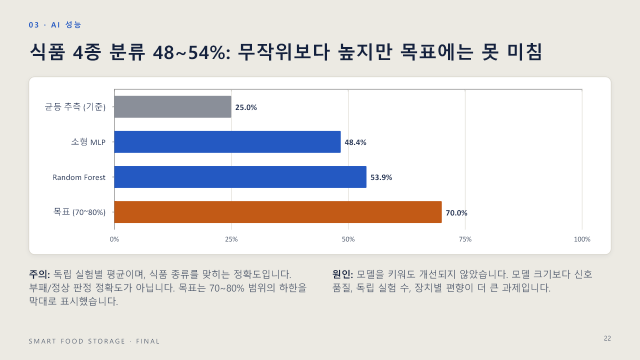 03 · AI 성능
식품 4종 분류 48~54%: 무작위보다 높지만 목표에는 못 미침
균등 추측 (기준)
25.0%
소형 MLP
48.4%
Random Forest
53.9%
목표 (70~80%)
70.0%
0% 25% 50% 75% 100%
주의: 독립 실험별 평균이며, 식품 종류를 맞히는 정확도입니다.
부패/정상 판정 정확도가 아닙니다. 목표는 70~80% 범위의 하한을
막대로 표시했습니다.
원인: 모델을 키워도 개선되지 않았습니다. 모델 크기보다 신호
품질, 독립 실험 수, 장치별 편향이 더 큰 과제입니다.
SMART FOOD STORAGE · FINAL
22